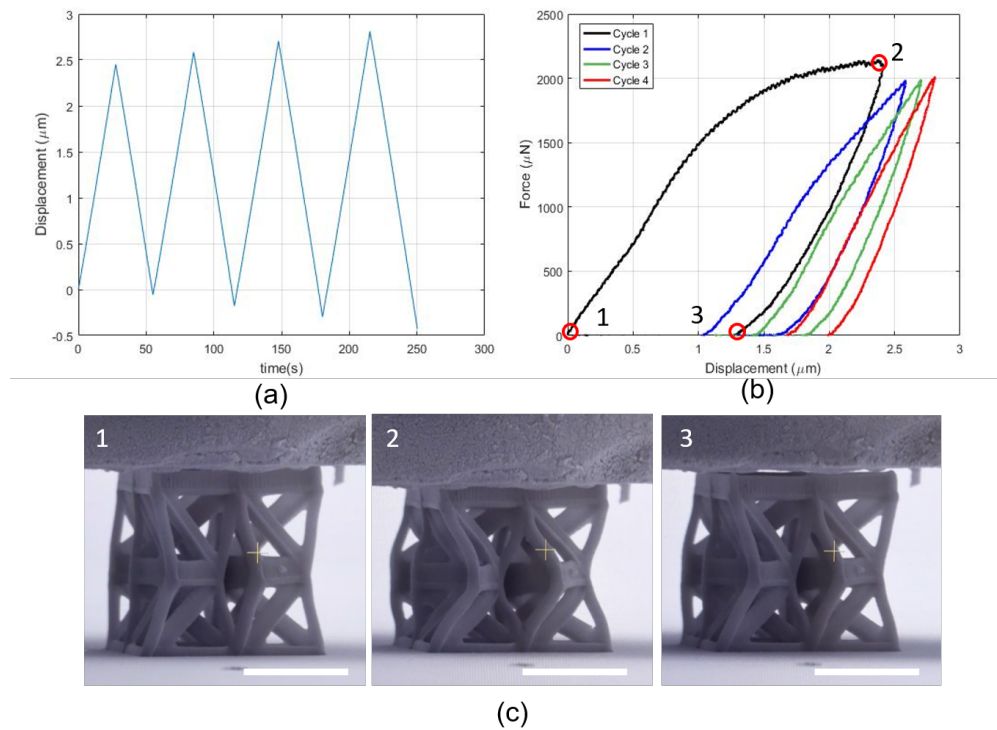 3
2.5
2
1.5
1
0.5
0
-0.5
0 50 100 150 200 250 300
Displacement (μm)
time(s)
(a)
2500
2000
1500
1000
500
0
0 0.5 1 1.5 2 2.5 3
Force (μN)
Displacement (μm)
Cycle 1
Cycle 2
Cycle 3
Cycle 4
2
1
3
(b)
1
2
3
(c)